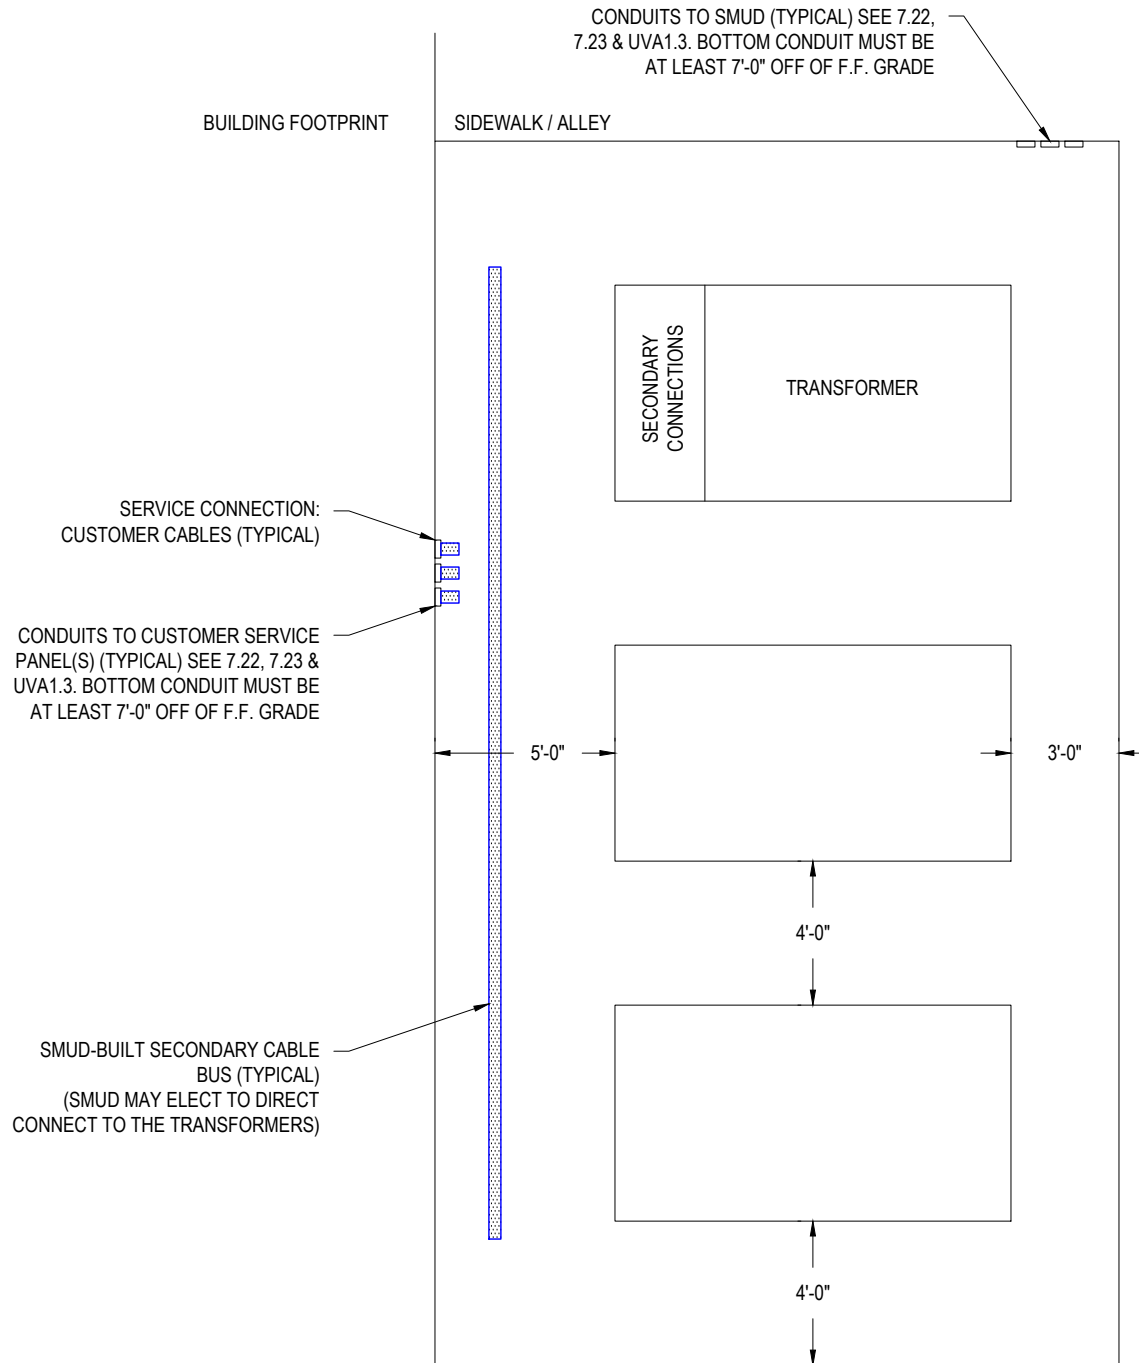 CONDUITS TO SMUD (TYPICAL) SEE 7.22,
7.23 & UVA1.3. BOTTOM CONDUIT MUST BE
AT LEAST 7'-0" OFF OF F.F. GRADE
BUILDING FOOTPRINT
SIDEWALK / ALLEY
SECONDARY
CONNECTIONS
TRANSFORMER
SERVICE CONNECTION:
CUSTOMER CABLES (TYPICAL)
CONDUITS TO CUSTOMER SERVICE
PANEL(S) (TYPICAL) SEE 7.22, 7.23 &
UVA1.3. BOTTOM CONDUIT MUST BE
AT LEAST 7'-0" OFF OF F.F. GRADE
5'-0"
3'-0"
4'-0"
SMUD-BUILT SECONDARY CABLE
BUS (TYPICAL)
(SMUD MAY ELECT TO DIRECT
CONNECT TO THE TRANSFORMERS)
4'-0"